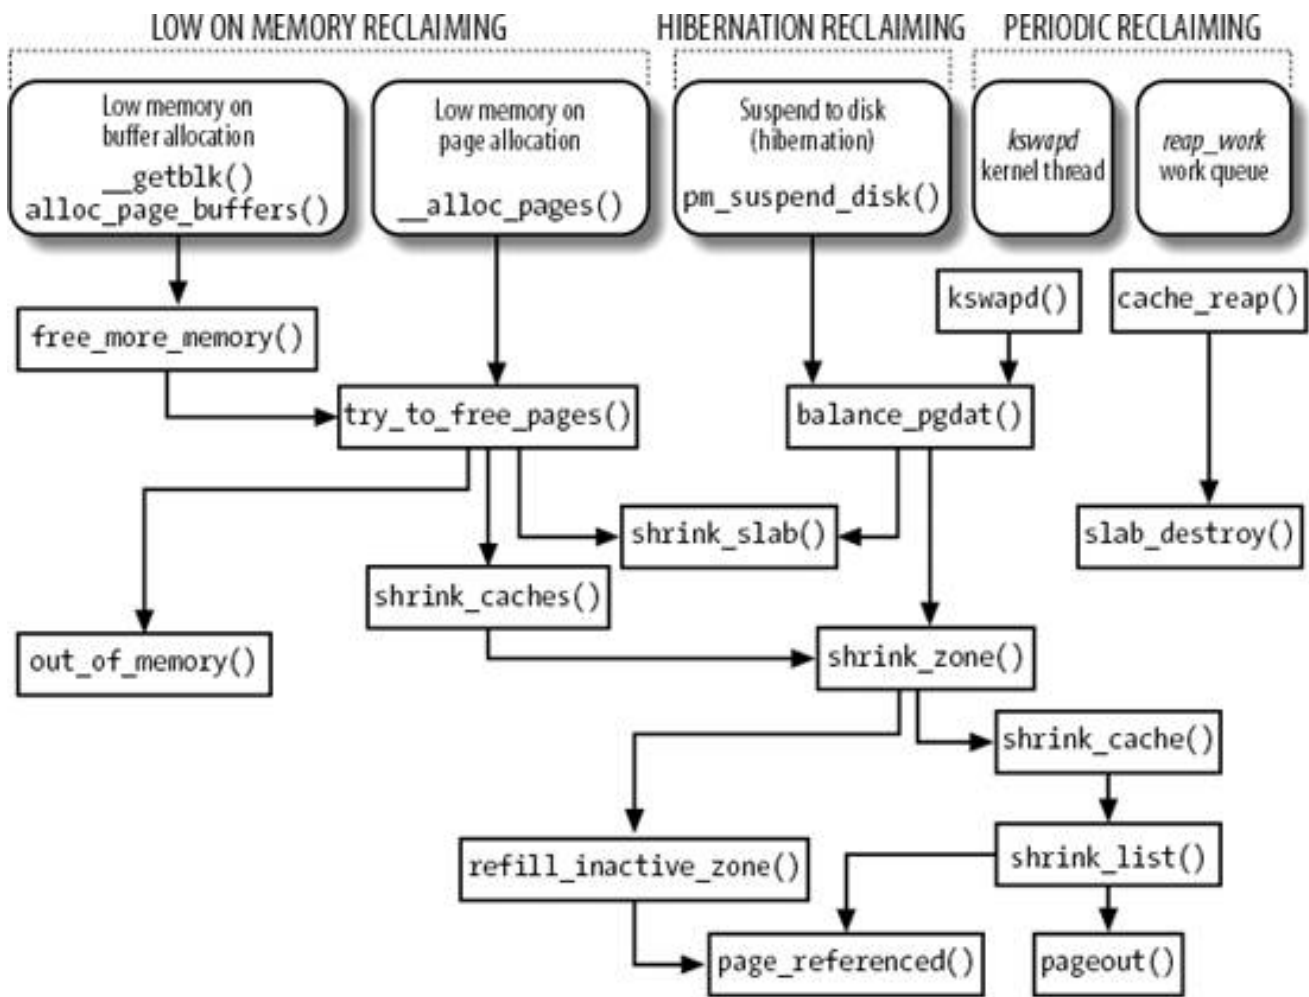 LOW ON MEMORY RECLAIMING
HIBERNATION RECLAIMING
PERIODIC RECLAIMING
Low memory on
buffer allocation
__getblk()
alloc_page_buffers()
Low memory on
page allocation
__alloc_pages()
Suspend to disk
(hibernation)
pm_suspend_disk()
kswapd
kernel thread
reap_work
work queue
free_more_memory()
kswapd()
cache_reap()
try_to_free_pages()
balance_pgdat()
shrink_slab()
slab_destroy()
shrink_caches()
out_of_memory()
shrink_zone()
shrink_cache()
refill_inactive_zone()
shrink_list()
page_referenced()
pageout()